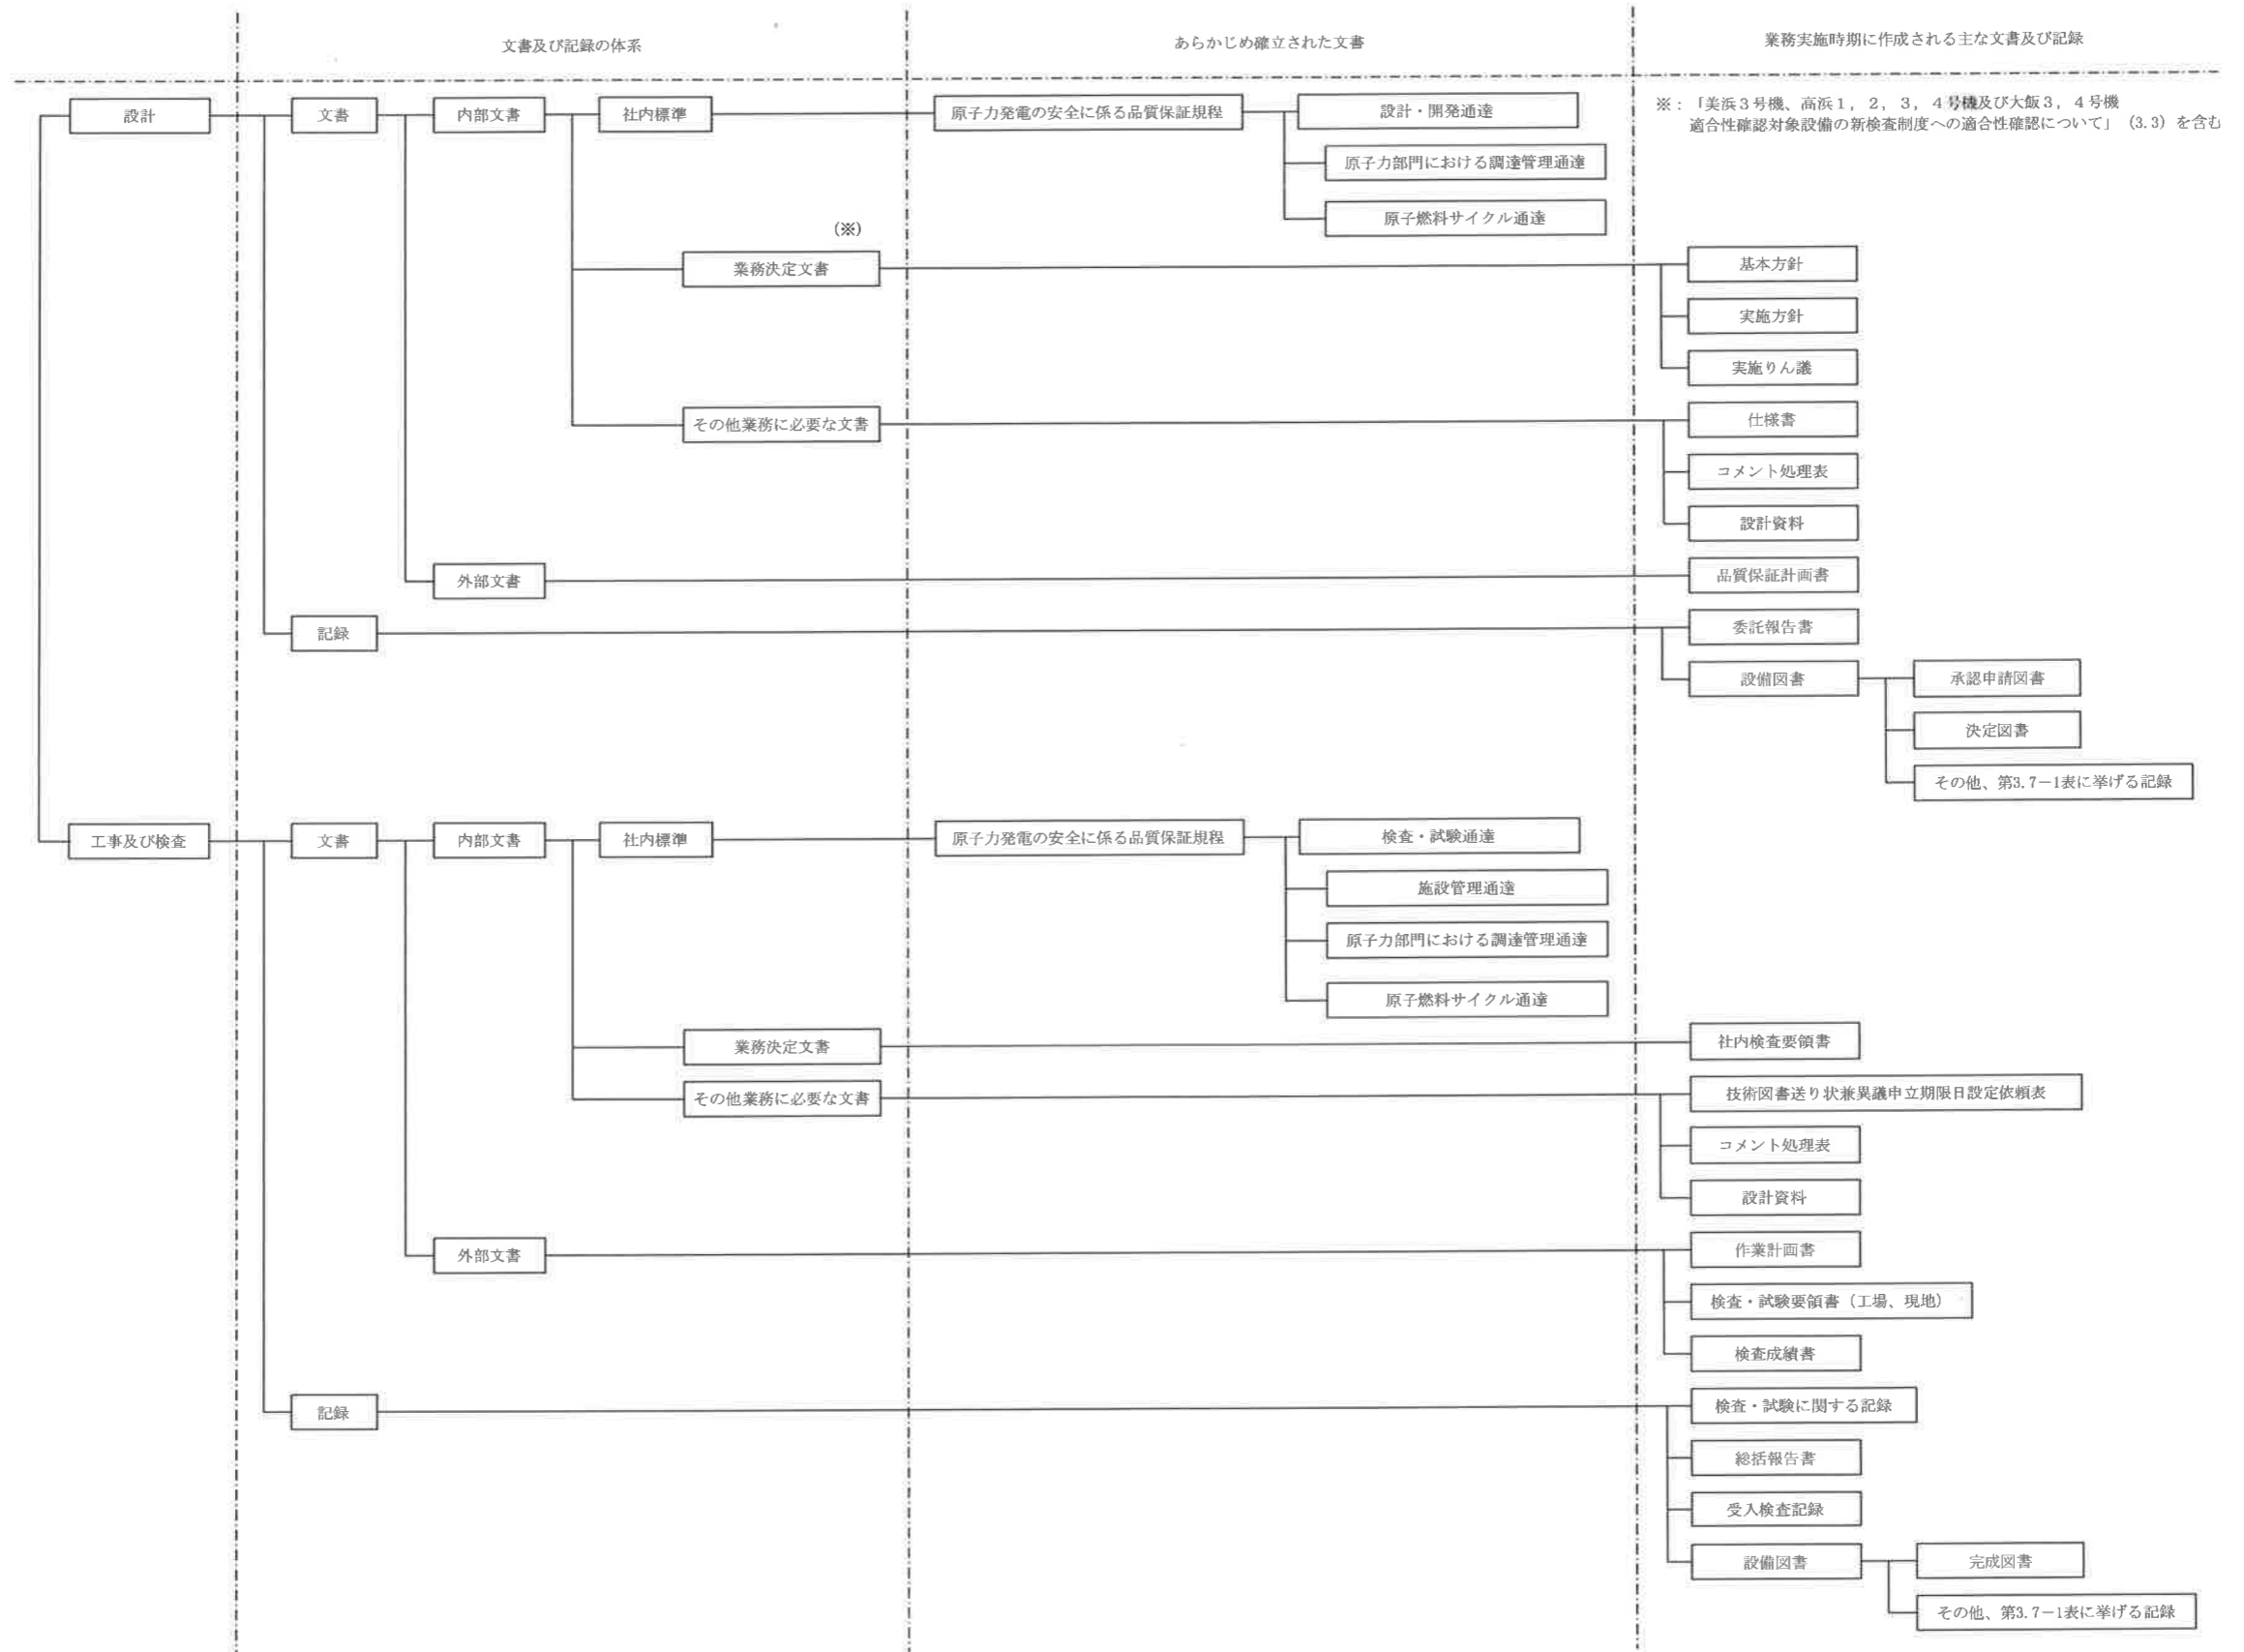 文書及び記録の体系
あらかじめ確立された文書
業務実施時期に作成される主な文書及び記録
設計
文書
内部文書
社内標準
原子力発電の安全に係る品質保証規程
設計・開発通達
※：「美浜３号機、高浜１，２，３，４号機及び大飯３，４号機
適合性確認対象設備の新検査制度への適合性確認について」（3.3）を含む
原子力部門における調達管理通達
原子燃料サイクル通達
（※）
業務決定文書
基本方針
実施方針
実施りん議
その他業務に必要な文書
仕様書
コメント処理表
設計資料
外部文書
品質保証計画書
記録
委託報告書
設備図書
承認申請図書
決定図書
その他、第3.7－1表に挙げる記録
工事及び検査
文書
内部文書
社内標準
原子力発電の安全に係る品質保証規程
検査・試験通達
施設管理通達
原子力部門における調達管理通達
原子燃料サイクル通達
業務決定文書
社内検査要領書
その他業務に必要な文書
技術図書送り状兼異議申立期限日設定依頼表
コメント処理表
設計資料
外部文書
作業計画書
検査・試験要領書（工場、現地）
検査成績書
記録
検査・試験に関する記録
総括報告書
受入検査記録
設備図書
完成図書
その他、第3.7－1表に挙げる記録